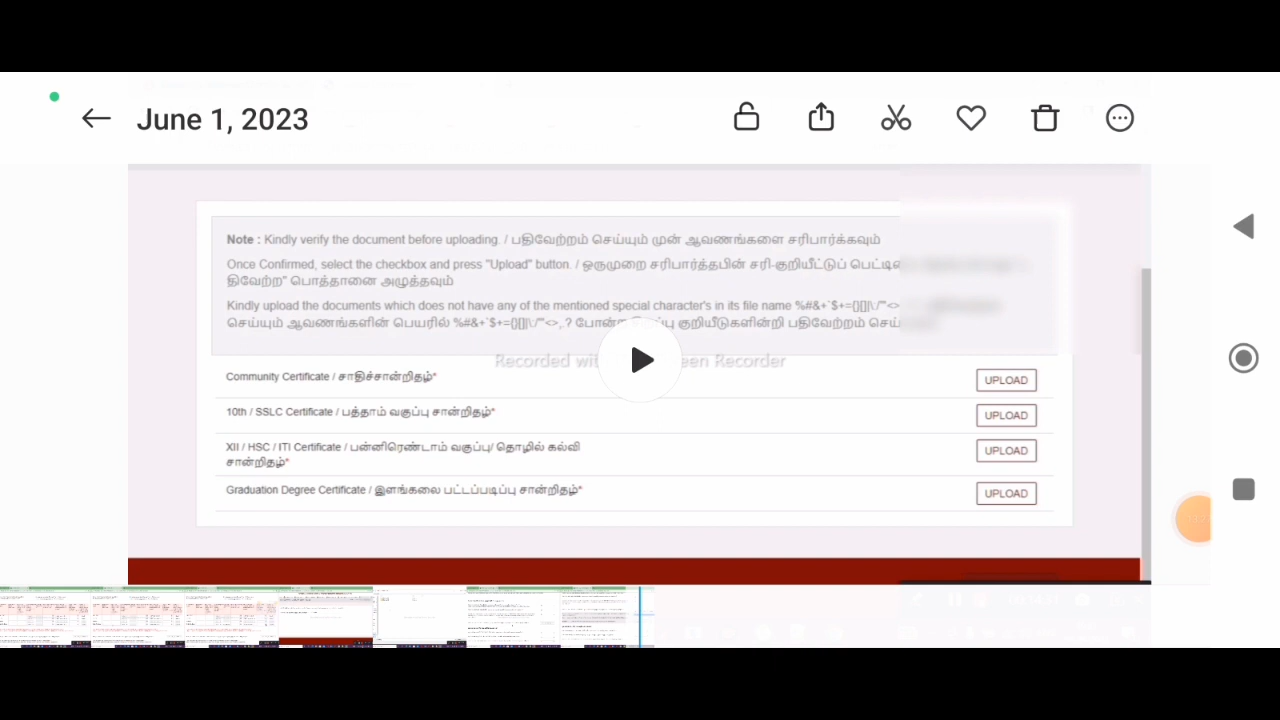 June 1, 2023
Note : Kindly verify the document before uploading. / பதிவேற்றம் செய்யும் முன் ஆவணங்களை சரிபார்க்கவும்
Once Confirmed, select the checkbox and press "Upload" button. / ஒருமுறை சரிபார்த்தபின் சரி-குறியீட்டுப்
திவேற்ற" பொத்தானை அழுத்தவும்
Kindly upload the documents which does not have any of the mentioned special character's in its file name
செய்யும் ஆவணங்களின் பெயரில் குறியீடுகளின்றி பதிவேற்றம்
Recorded
Recorder
Community Certificate / சாதிச்சான்றிதழ்*
UPLOAD
10th / SSLC Certificate / பத்தாம் வகுப்பு சான்றிதழ்*
UPLOAD
XII / HSC / ITI Certificate / பன்னிரெண்டாம் வகுப்பு/ தொழில் கல்வி
சான்றிதழ்*
UPLOAD
Graduation Degree Certificate / இளங்கலை பட்டப்படிப்பு சான்றிதழ்*
UPLOAD